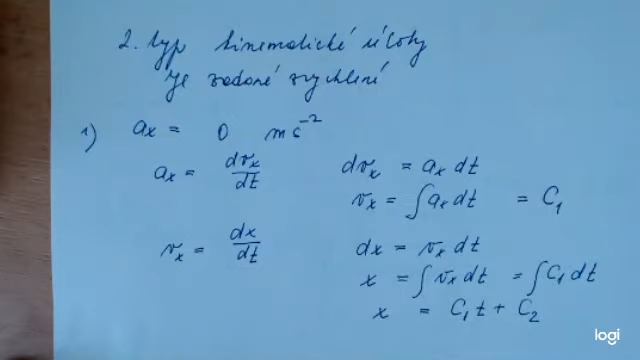 2. typ kinematické úlohy
Je zadané zrychlení
1) ax = 0 ms⁻²
ax = dvx/dt dvx = ax dt
vx = ∫ ax dt = C₁
vx = dx/dt dx = vx dt
x = ∫ vx dt = ∫ C₁ dt
x = C₁ t + C₂
logi